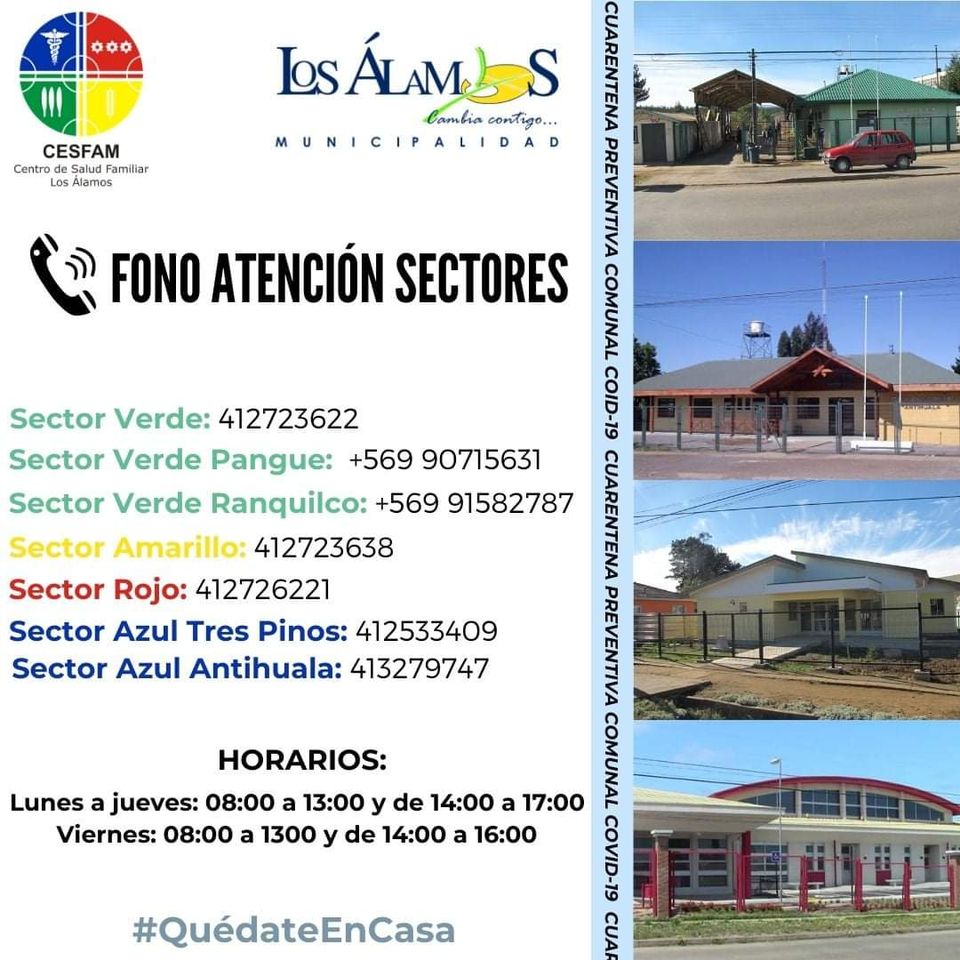 CESFAM
Centro de Salud Familiar
Los Álamos
LOS ÁLAMOS
Cambia contigo...
MUNICIPALIDAD
FONO ATENCIÓN SECTORES
Sector Verde: 412723622
Sector Verde Pangue: +569 90715631
Sector Verde Ranquilco: +569 91582787
Sector Amarillo: 412723638
Sector Rojo: 412726221
Sector Azul Tres Pinos: 412533409
Sector Azul Antihuala: 413279747
HORARIOS:
Lunes a jueves: 08:00 a 13:00 y de 14:00 a 17:00
Viernes: 08:00 a 1300 y de 14:00 a 16:00
#QuédateEnCasa
CUARENTENA PREVENTIVA COMUNAL COID-19 CUARENTENA PREVENTIVA COMUNAL COVID-19 CUAR
ANTIHUALA